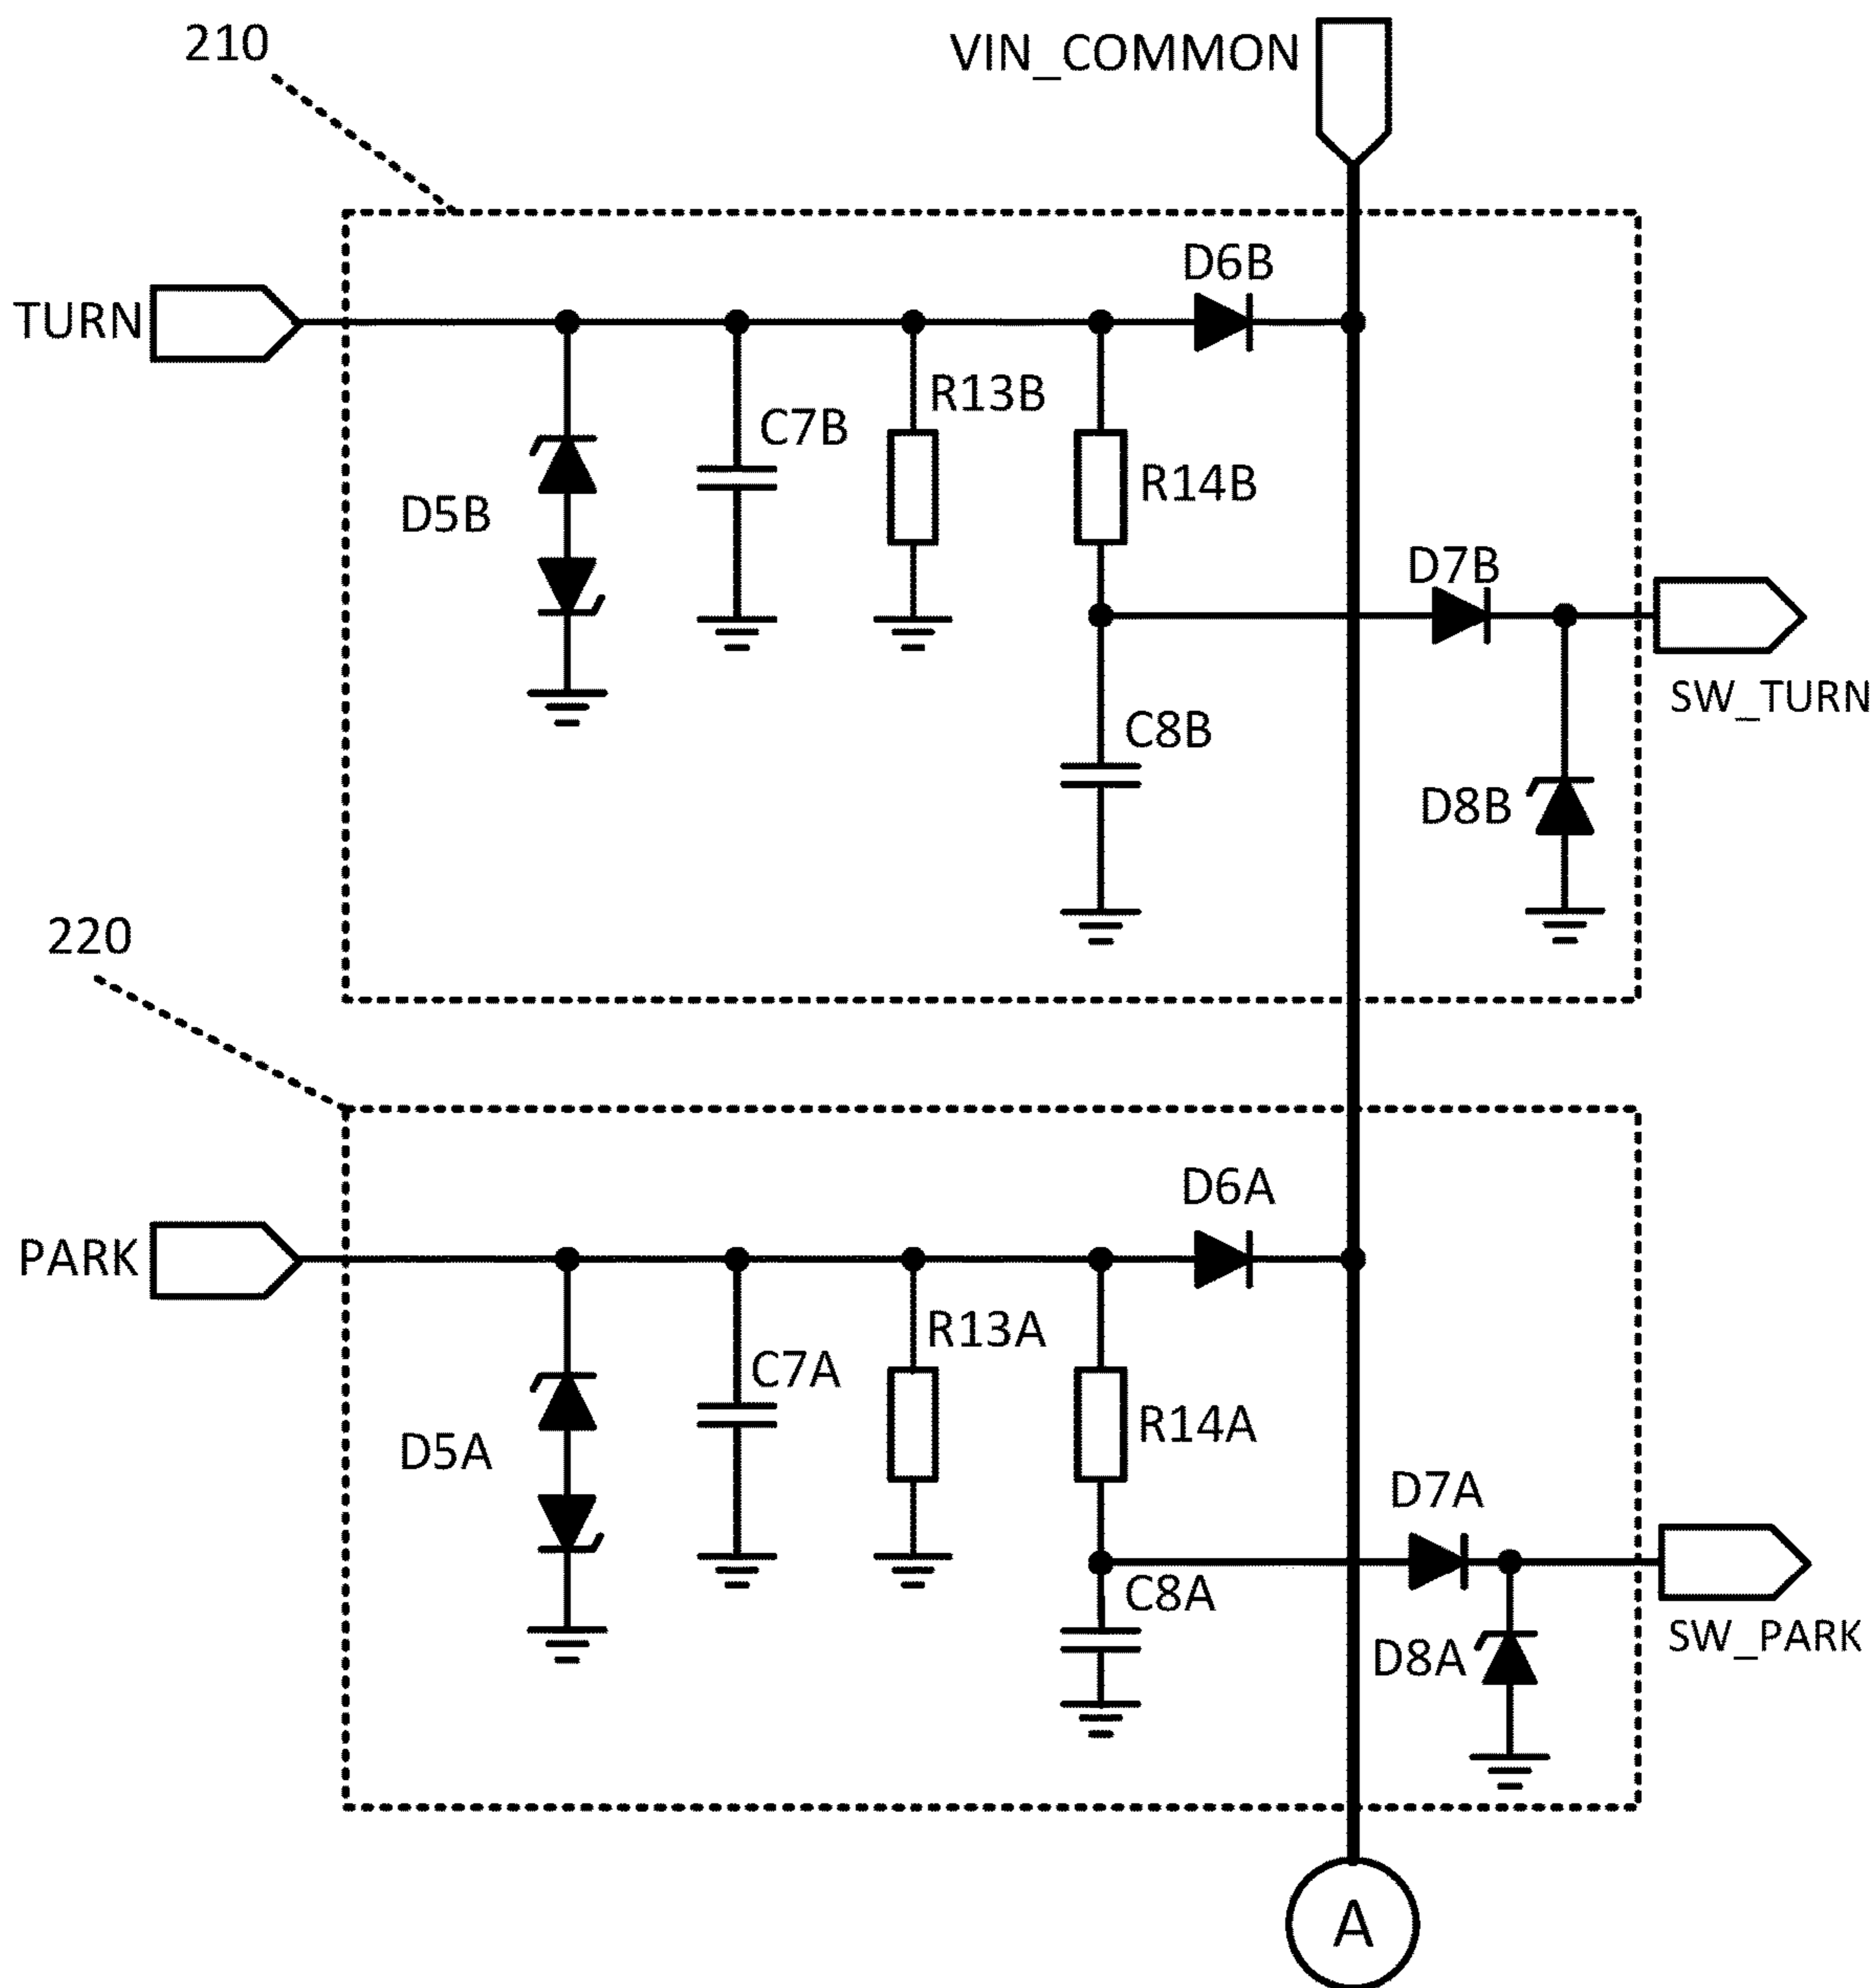 210
VIN_COMMON
D6B
TURN
R13B
C7B
R14B
D5B
D7B
SW_TURN
C8B
D8B
220
D6A
PARK
R13A
C7A
R14A
D5A
D7A
C8A
SW_PARK
D8A
A